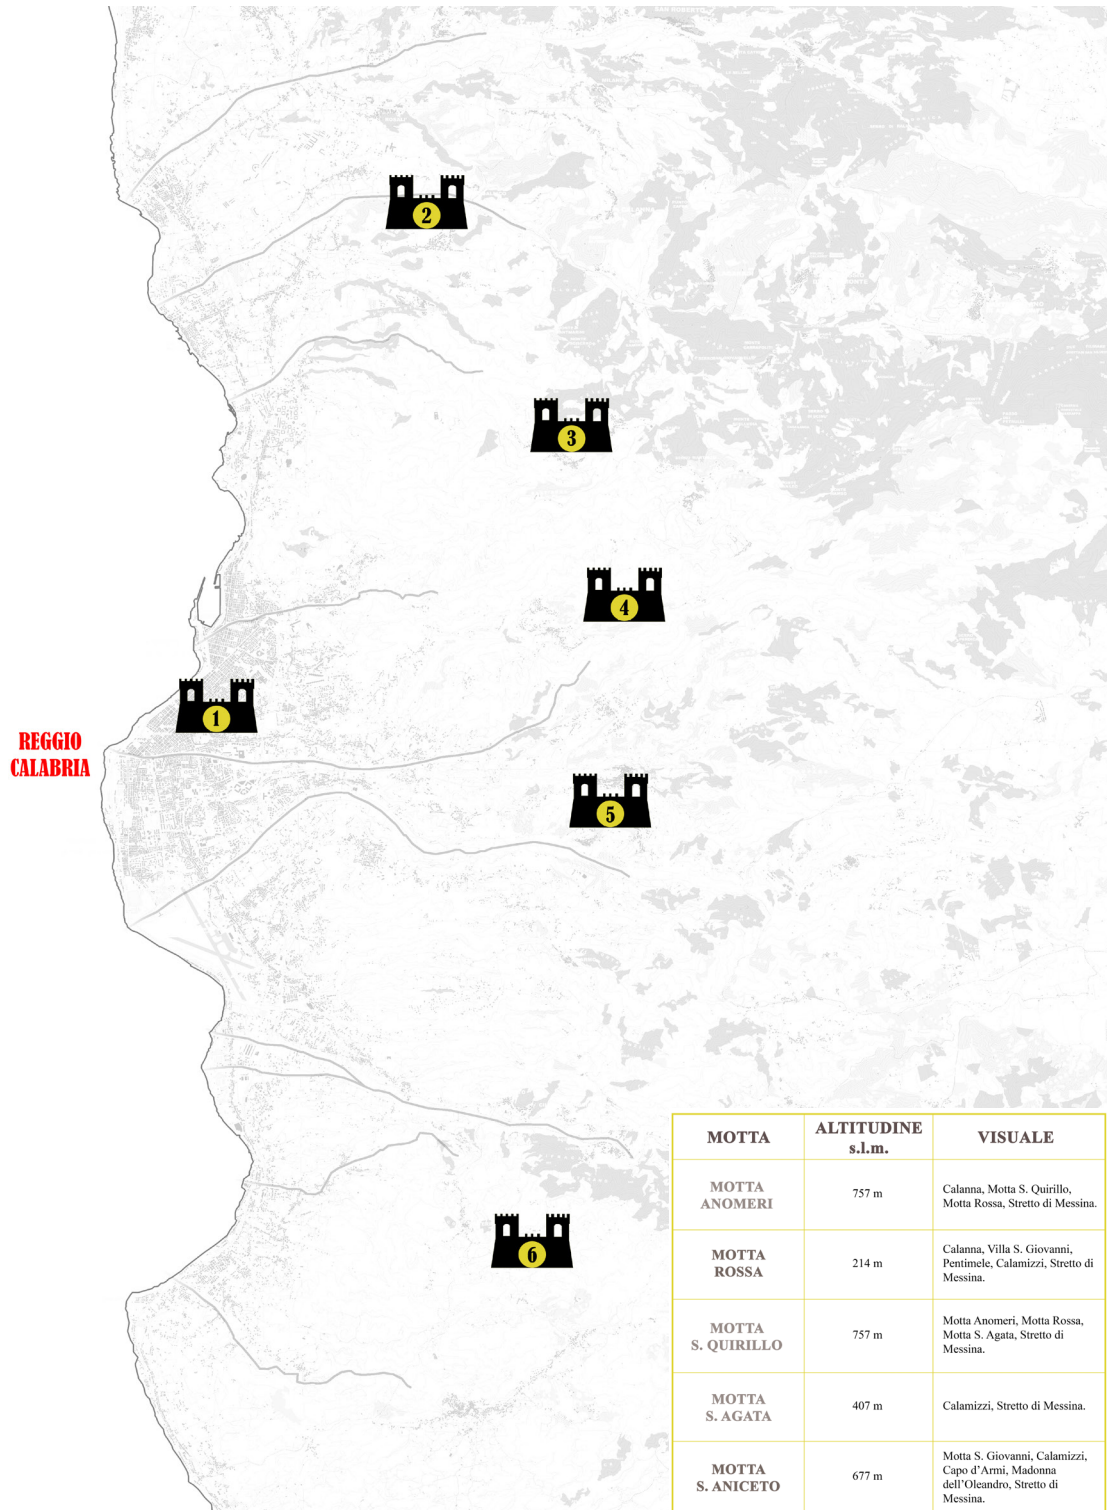 SAN ROBERTO
2
3
4
1
REGGIO
CALABRIA
5
6
MOTTA
ALTITUDINE
s.l.m.
VISUALE
MOTTA
ANOMERI
757 m
Calanna, Motta S. Quirillo,
Motta Rossa, Stretto di Messina.
MOTTA
ROSSA
214 m
Calanna, Villa S. Giovanni,
Pentimele, Calamizzi, Stretto di
Messina.
MOTTA
S. QUIRILLO
757 m
Motta Anomeri, Motta Rossa,
Motta S. Agata, Stretto di
Messina.
MOTTA
S. AGATA
407 m
Calamizzi, Stretto di Messina.
MOTTA
S. ANICETO
677 m
Motta S. Giovanni, Calamizzi,
Capo d'Armi, Madonna
dell'Oleandro, Stretto di
Messina.